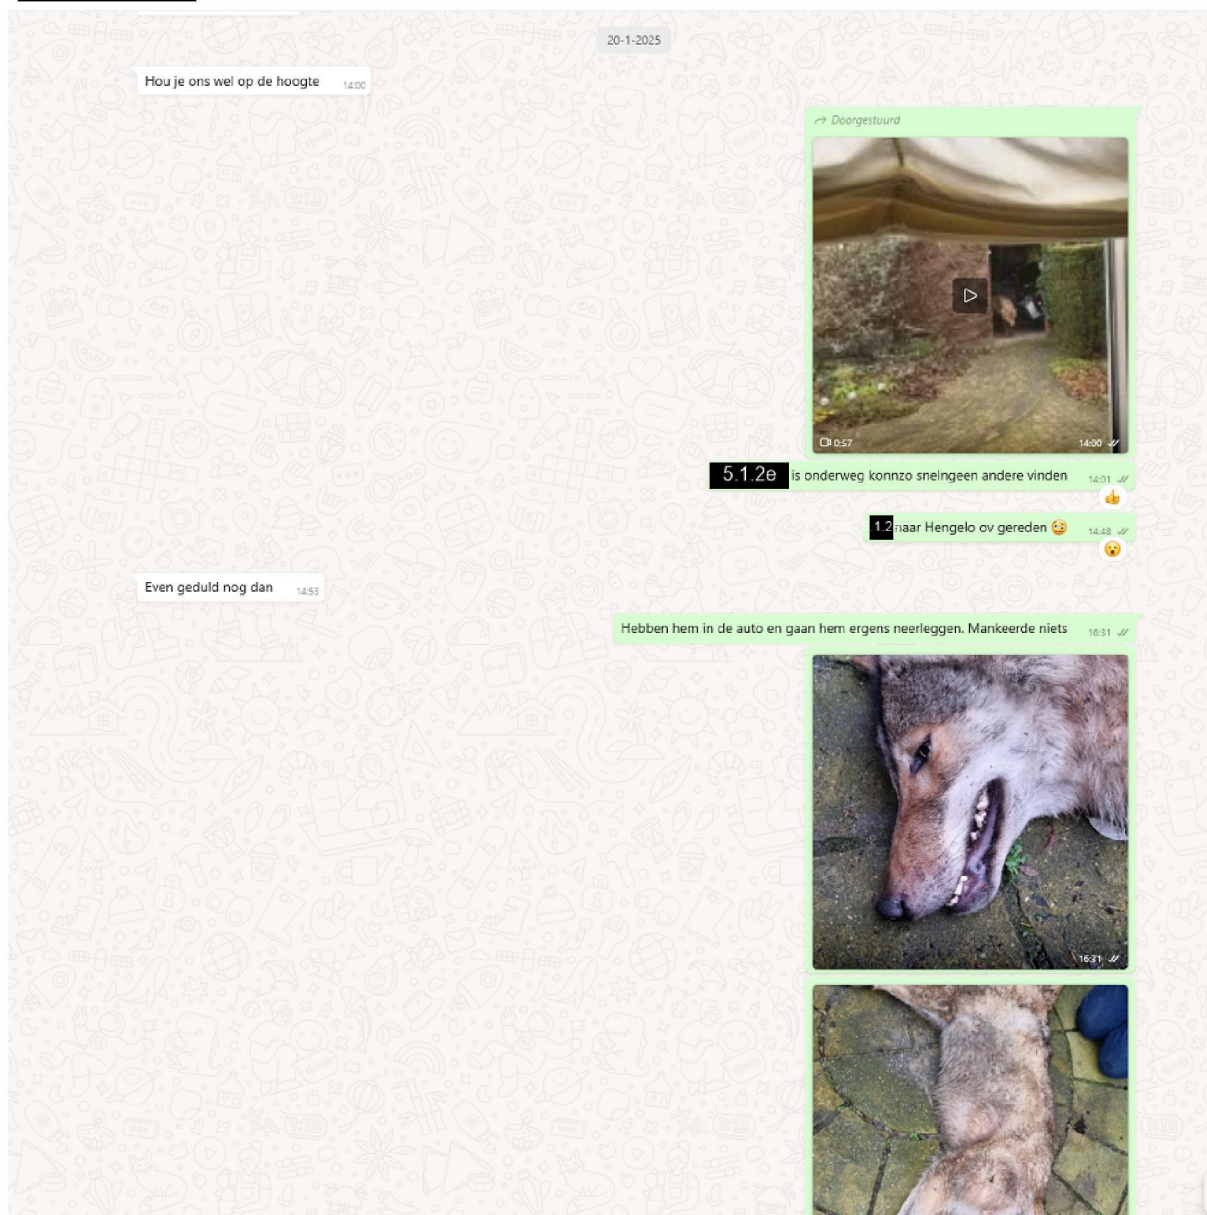 20-1-2025
Hou je ons wel op de hoogte 14:00
Doorgestuurd
0:57 14:00
5.1.2e is onderweg konnzo snelngeen andere vinden 14:01
1.2 naar Hengelo ov gereden 14:48
Even geduld nog dan 14:53
Hebben hem in de auto en gaan hem ergens neerleggen. Mankeerde niets 16:31
16:31